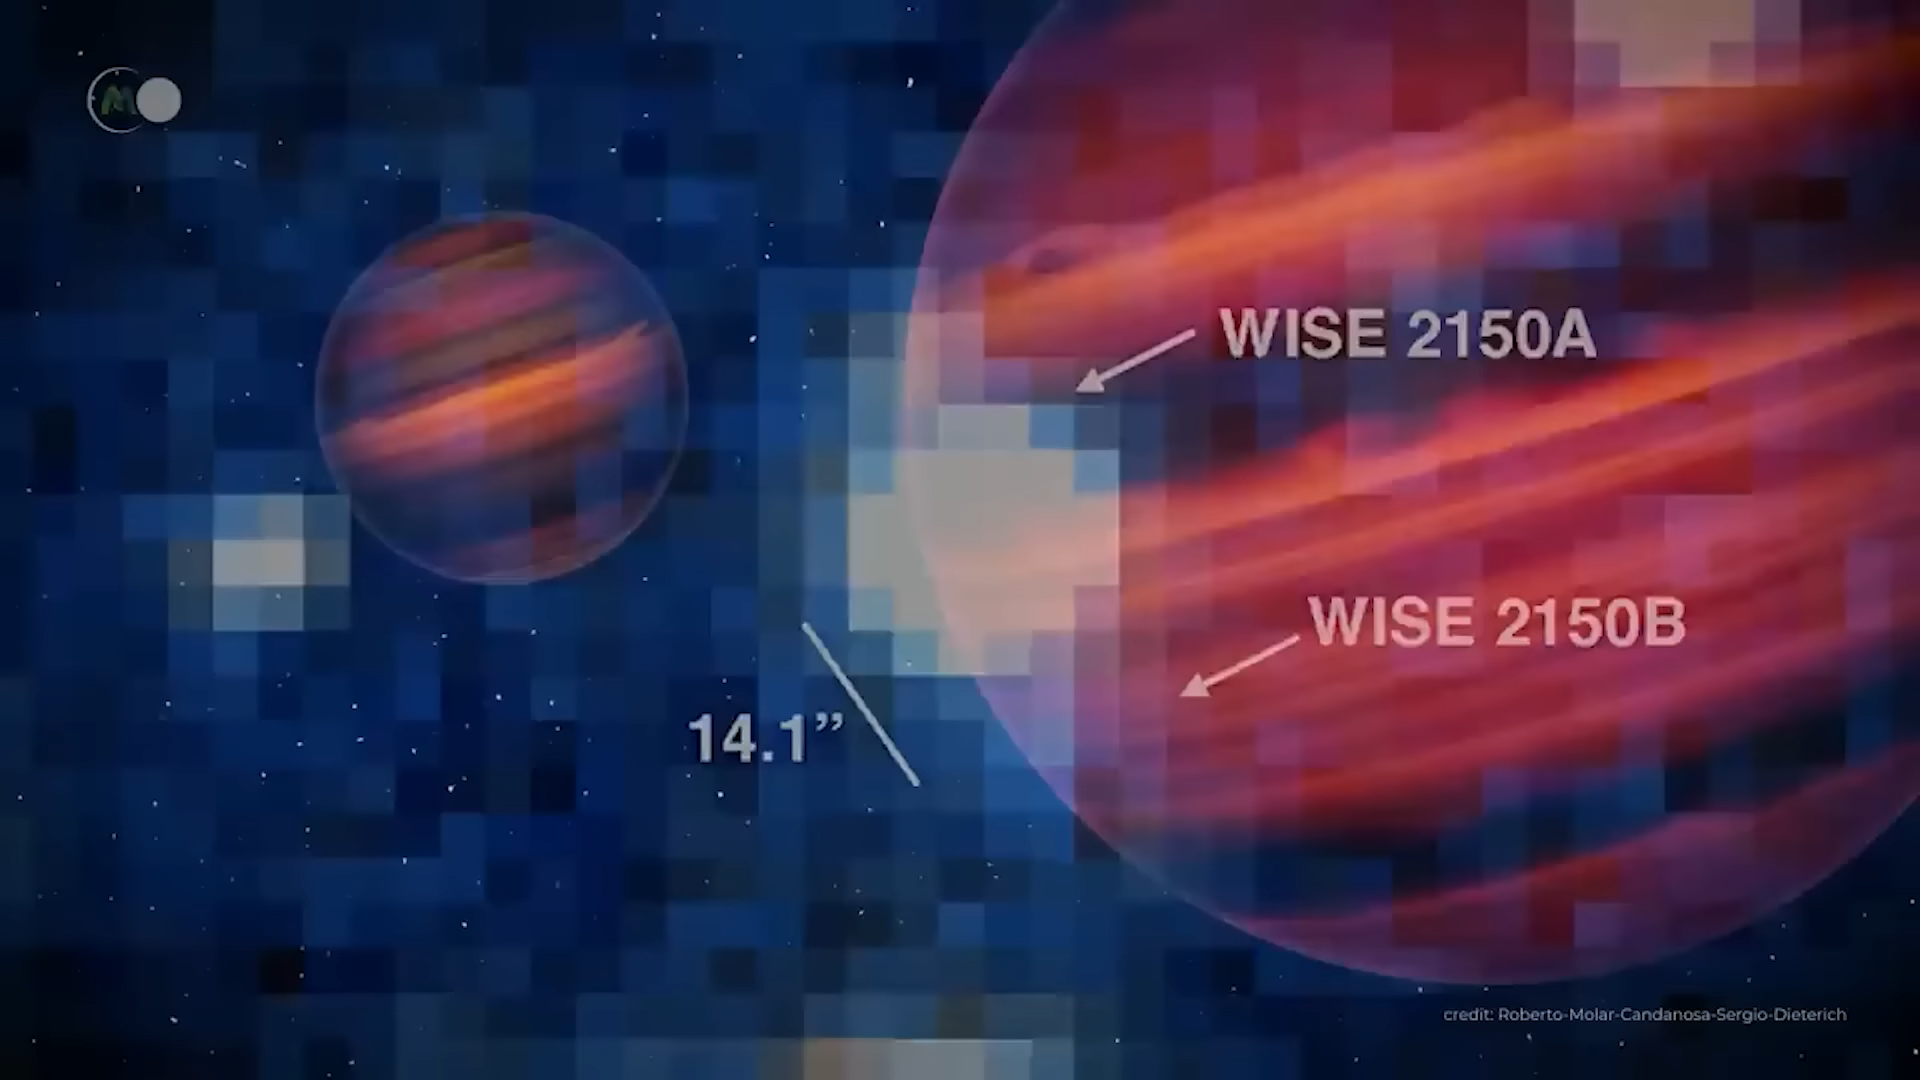 M
WISE 2150A
WISE 2150B
14.1”
credit: Roberto-Molar-Candanosa-Sergio-Dieterich